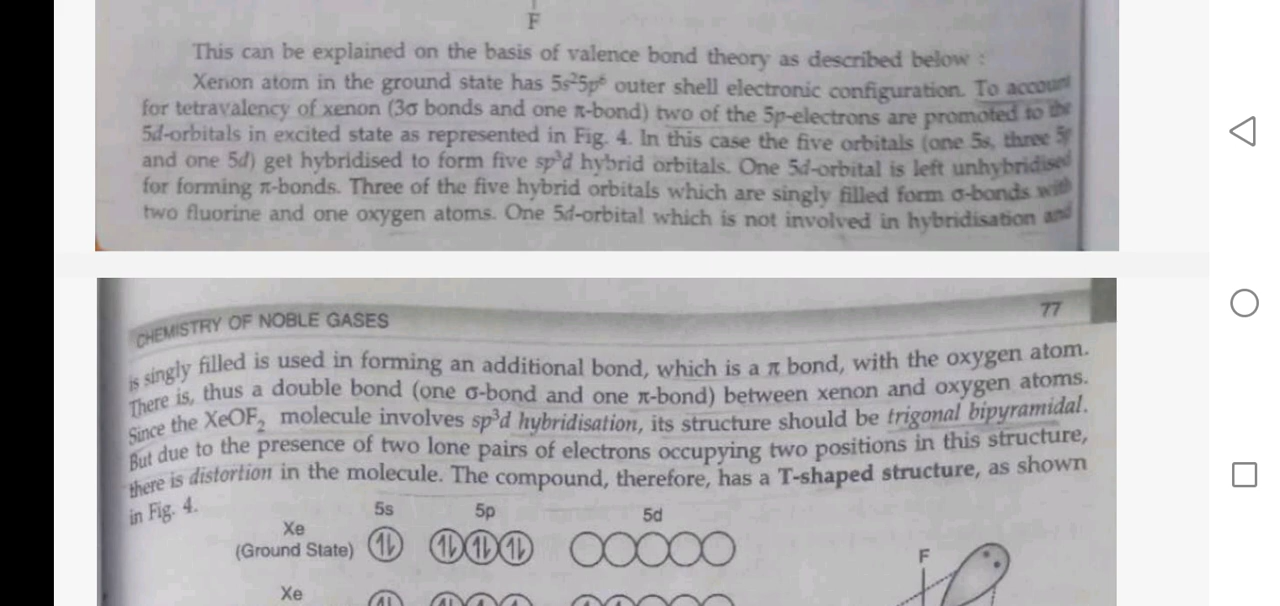 F
This can be explained on the basis of valence bond theory as described below :
Xenon atom in the ground state has 5s²5p⁶ outer shell electronic configuration. To account
for tetravalency of xenon (3σ bonds and one π-bond) two of the 5p-electrons are promoted to the
5d-orbitals in excited state as represented in Fig. 4. In this case the five orbitals (one 5s, three 5p
and one 5d) get hybridised to form five sp³d hybrid orbitals. One 5d-orbital is left unhybridised
for forming π-bonds. Three of the five hybrid orbitals which are singly filled form σ-bonds with
two fluorine and one oxygen atoms. One 5d-orbital which is not involved in hybridisation and
CHEMISTRY OF NOBLE GASES 77
is singly filled is used in forming an additional bond, which is a π bond, with the oxygen atom.
There is, thus a double bond (one σ-bond and one π-bond) between xenon and oxygen atoms.
Since the XeOF₂ molecule involves sp³d hybridisation, its structure should be trigonal bipyramidal.
But due to the presence of two lone pairs of electrons occupying two positions in this structure,
there is distortion in the molecule. The compound, therefore, has a T-shaped structure, as shown
in Fig. 4.
5s 5p 5d
Xe
(Ground State)
F
Xe